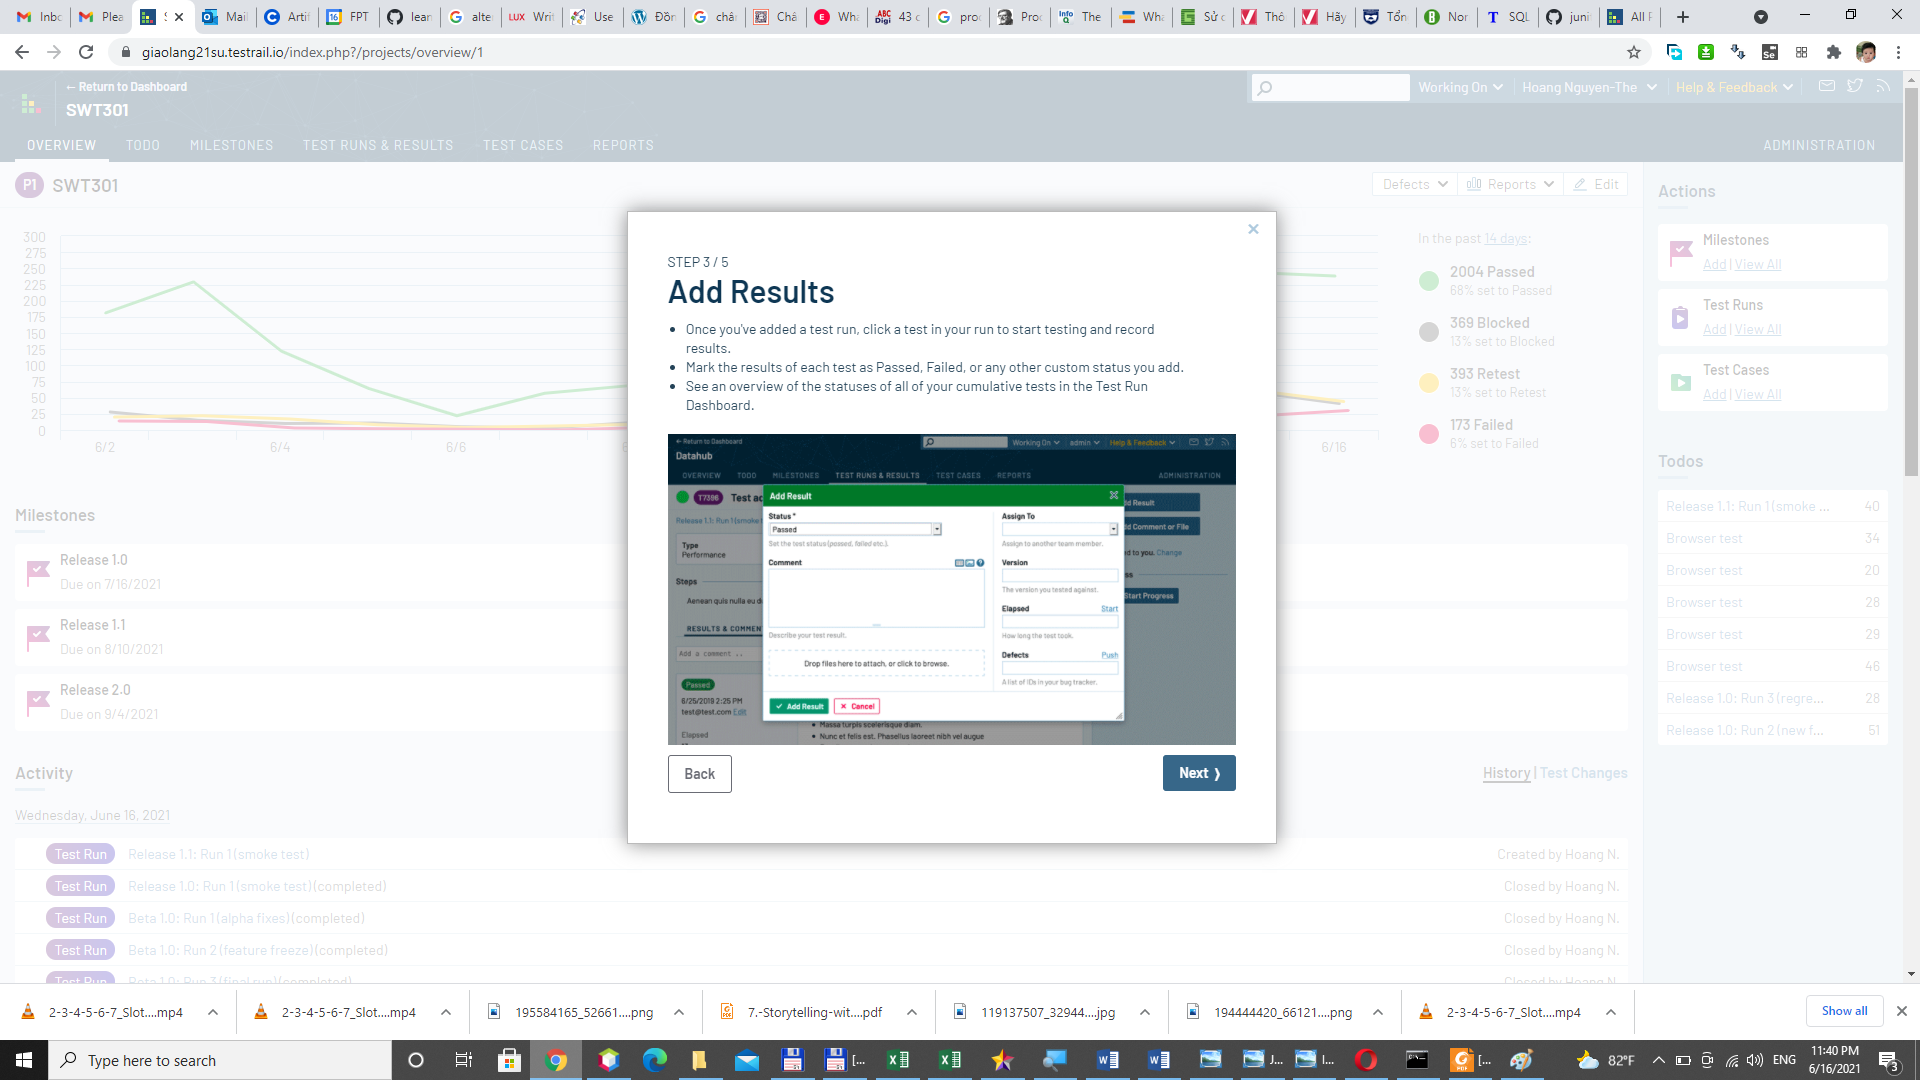 Inbo
Plea
S
Mail
Artif
FPT
lear
alte
LUX Writ
Use
Đồn
châ
Chấ
Wha
ABC Digi 43 c
proc
Proc
Info The
Wha
Sử c
Thô
Hãy
Tổn
Nor
SQL
juni
All F
giaolang21su.testrail.io/index.php?/projects/overview/1
← Return to Dashboard
SWT301
Working On
Hoang Nguyen-The
Help & Feedback
OVERVIEW TODO MILESTONES TEST RUNS & RESULTS TEST CASES REPORTS ADMINISTRATION
P1 SWT301
Defects Reports Edit
300
275
250
225
200
175
150
125
100
75
50
25
0
6/2 6/4 6/6 6/16
In the past 14 days:
2004 Passed
68% set to Passed
369 Blocked
13% set to Blocked
393 Retest
13% set to Retest
173 Failed
6% set to Failed
Actions
Milestones
Add | View All
Test Runs
Add | View All
Test Cases
Add | View All
Todos
Release 1.1: Run 1 (smoke ... 40
Browser test 34
Browser test 20
Browser test 28
Browser test 29
Browser test 46
Release 1.0: Run 3 (regre... 28
Release 1.0: Run 2 (new f... 51
STEP 3 / 5
Add Results
• Once you've added a test run, click a test in your run to start testing and record
results.
• Mark the results of each test as Passed, Failed, or any other custom status you add.
• See an overview of the statuses of all of your cumulative tests in the Test Run
Dashboard.
← Return to Dashboard
Datahub
Working On admin Help & Feedback
OVERVIEW TODO MILESTONES TEST RUNS & RESULTS TEST CASES REPORTS ADMINISTRATION
T7396 Test ac
Release 1.1: Run 1 (smoke
Type
Performance
Steps
Aenean quis nulla eu d
RESULTS & COMMEN
Add a comment ..
Passed
6/25/2019 2:25 PM
test@test.com Edit
Elapsed
Add Result
Status *
Passed
Set the test status (passed, failed etc.).
Comment
Describe your test result.
Drop files here to attach, or click to browse.
Assign To
Assign to another team member.
Version
The version you tested against.
Elapsed Start
How long the test took.
Defects Push
A list of IDs in your bug tracker.
Add Result Cancel
dd Result
dd Comment or File
d to you. Change
Start Progress
• Massa turpis scelerisque diam.
• Nunc et felis est. Phasellus laoreet nibh vel augue
Back
Next ❯
Milestones
Release 1.0
Due on 7/16/2021
Release 1.1
Due on 8/10/2021
Release 2.0
Due on 9/4/2021
Activity
History | Test Changes
Wednesday, June 16, 2021
Test Run Release 1.1: Run 1 (smoke test) Created by Hoang N.
Test Run Release 1.0: Run 1 (smoke test) (completed) Closed by Hoang N.
Test Run Beta 1.0: Run 1 (alpha fixes) (completed) Closed by Hoang N.
Test Run Beta 1.0: Run 2 (feature freeze) (completed) Closed by Hoang N.
Test Run Beta 1.0: Run 3 (final run) (completed) Closed by Hoang N.
2-3-4-5-6-7_Slot....mp4
2-3-4-5-6-7_Slot....mp4
195584165_52661....png
7.-Storytelling-wit....pdf
119137507_32944....jpg
194444420_66121....png
2-3-4-5-6-7_Slot....mp4
Show all
Type here to search
[...
J...
I...
[...
82°F
ENG
11:40 PM
6/16/2021
3